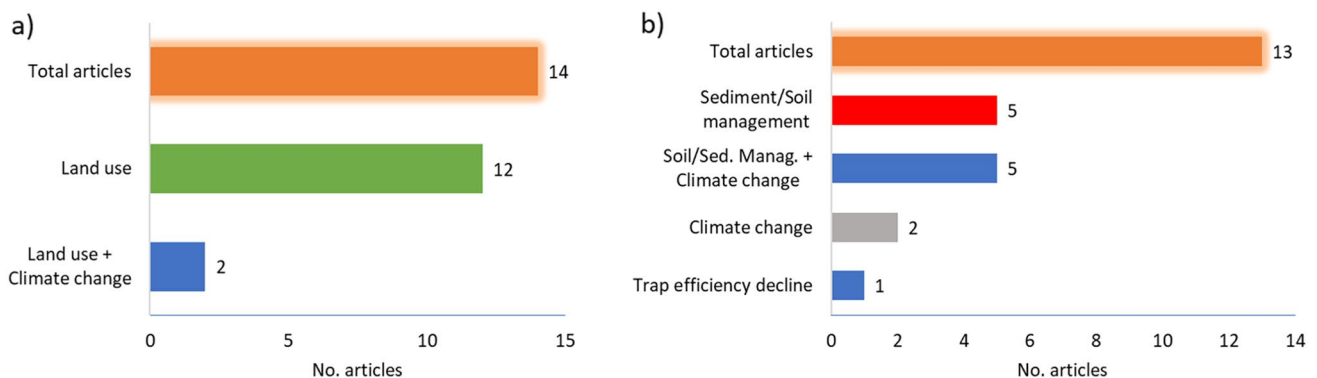 a)
Total articles
14
Land use
12
Land use +
Climate change
2
0 5 10 15
No. articles
b)
Total articles
13
Sediment/Soil
management
5
Soil/Sed. Manag. +
Climate change
5
Climate change
2
Trap efficiency decline
1
0 2 4 6 8 10 12 14
No. articles